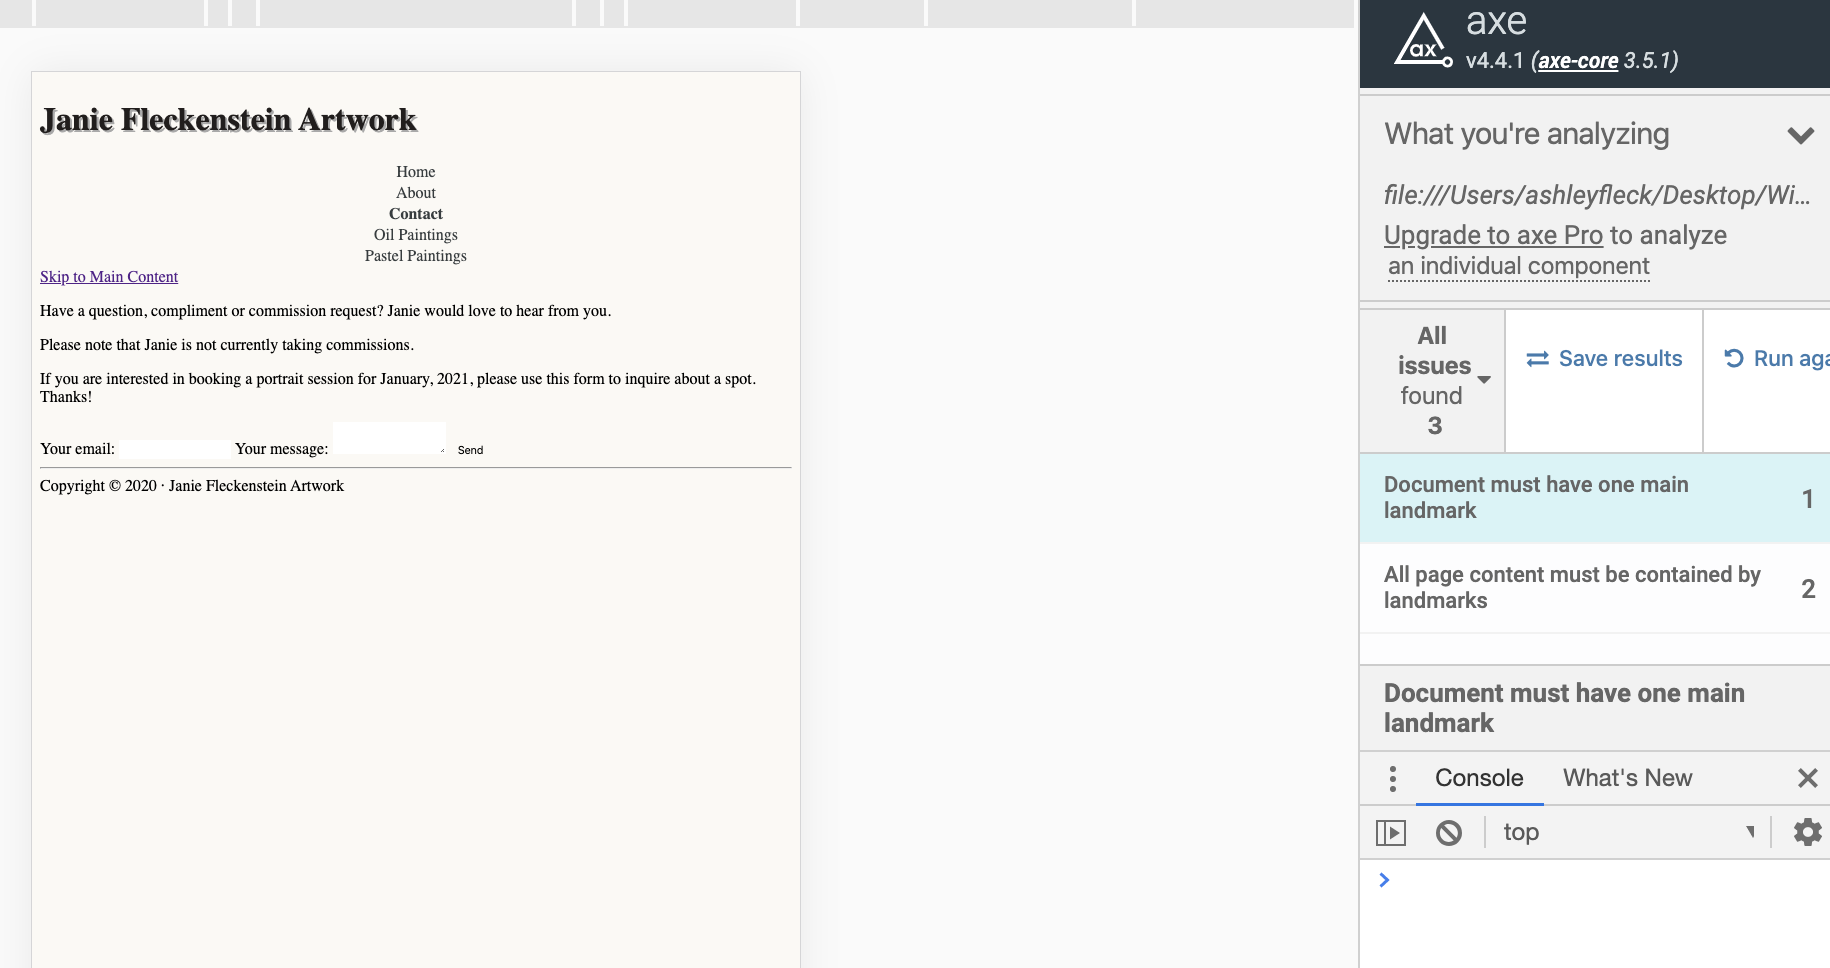 Janie Fleckenstein Artwork
Home
About
Contact
Oil Paintings
Pastel Paintings
Skip to Main Content
Have a question, compliment or commission request? Janie would love to hear from you.
Please note that Janie is not currently taking commissions.
If you are interested in booking a portrait session for January, 2021, please use this form to inquire about a spot.
Thanks!
Your email: Your message: Send
Copyright © 2020 · Janie Fleckenstein Artwork
ax
axe
v4.4.1 (axe-core 3.5.1)
What you're analyzing
file:///Users/ashleyfleck/Desktop/Wi...
Upgrade to axe Pro to analyze
an individual component
All
issues
found
3
Save results
Run aga
Document must have one main
landmark
1
All page content must be contained by
landmarks
2
Document must have one main
landmark
Console What's New
top